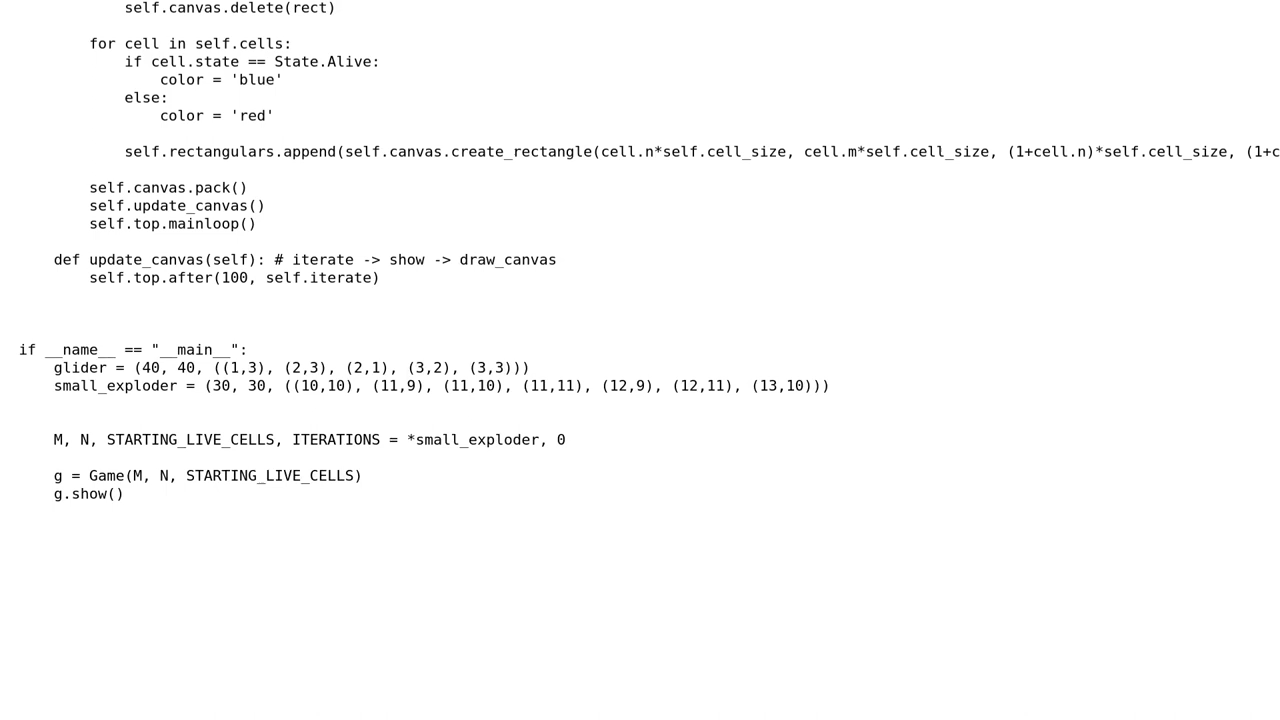 self.canvas.delete(rect)
for cell in self.cells:
if cell.state == State.Alive:
color = 'blue'
else:
color = 'red'
self.rectangulars.append(self.canvas.create_rectangle(cell.n*self.cell_size, cell.m*self.cell_size, (1+cell.n)*self.cell_size, (1+c
self.canvas.pack()
self.update_canvas()
self.top.mainloop()
def update_canvas(self): # iterate -> show -> draw_canvas
self.top.after(100, self.iterate)
if __name__ == "__main__":
glider = (40, 40, ((1,3), (2,3), (2,1), (3,2), (3,3)))
small_exploder = (30, 30, ((10,10), (11,9), (11,10), (11,11), (12,9), (12,11), (13,10)))
M, N, STARTING_LIVE_CELLS, ITERATIONS = *small_exploder, 0
g = Game(M, N, STARTING_LIVE_CELLS)
g.show()